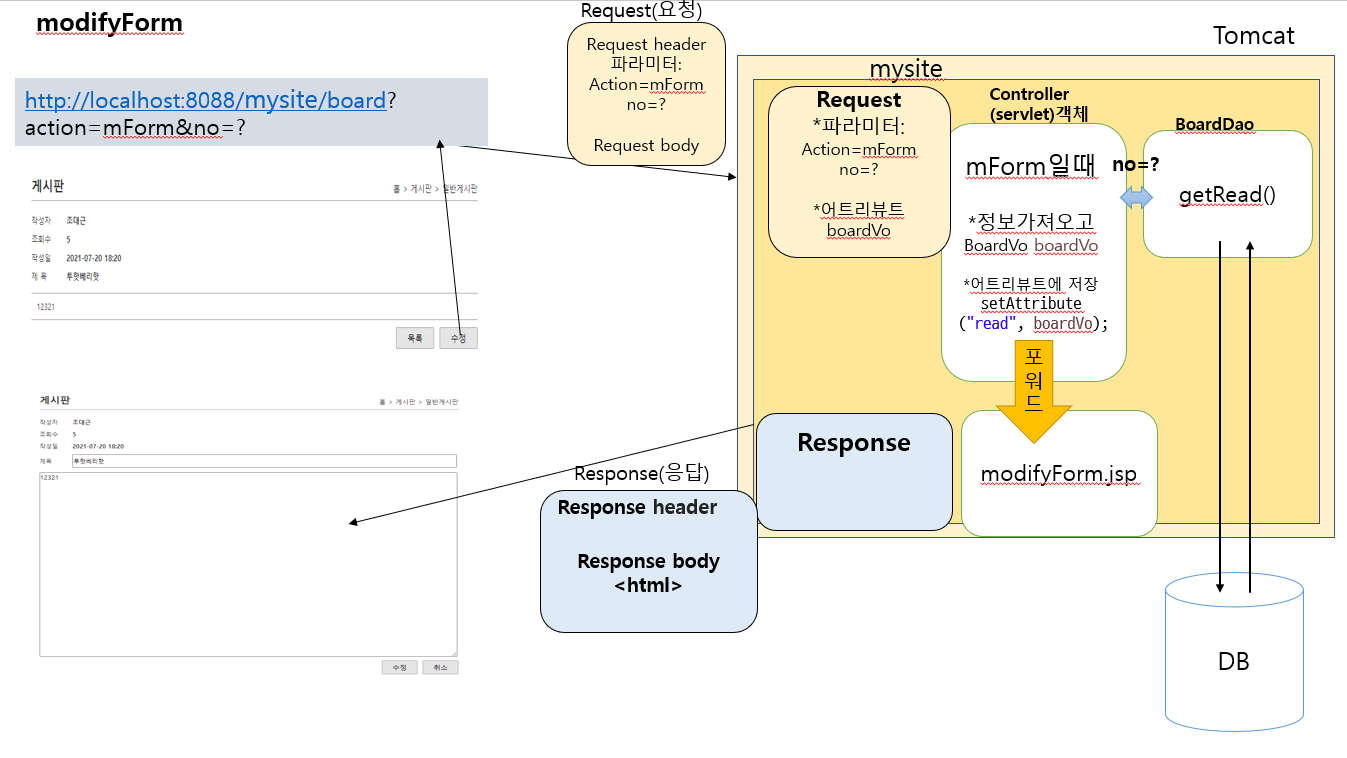 modifyForm
http://localhost:8088/mysite/board?
action=mForm&no=?
게시판
홈 > 게시판 > 일반게시판
작성자 조대근
조회수 5
작성일 2021-07-20 18:20
제 목 투핫베리핫
12321
목록 수정
게시판
홈 > 게시판 > 일반게시판
작성자 조대근
조회수 5
작성일 2021-07-20 18:20
제목 투핫베리핫
12321
수정 취소
Request(요청)
Request header
파라미터:
Action=mForm
no=?
Request body
Tomcat
mysite
Request
*파라미터:
Action=mForm
no=?
*어트리뷰트
boardVo
Controller
(servlet)객체
mForm일때
*정보가져오고
BoardVo boardVo
*어트리뷰트에 저장
setAttribute
("read", boardVo);
no=?
BoardDao
getRead()
포
워
드
modifyForm.jsp
Response
Response(응답)
Response header
Response body
<html>
DB